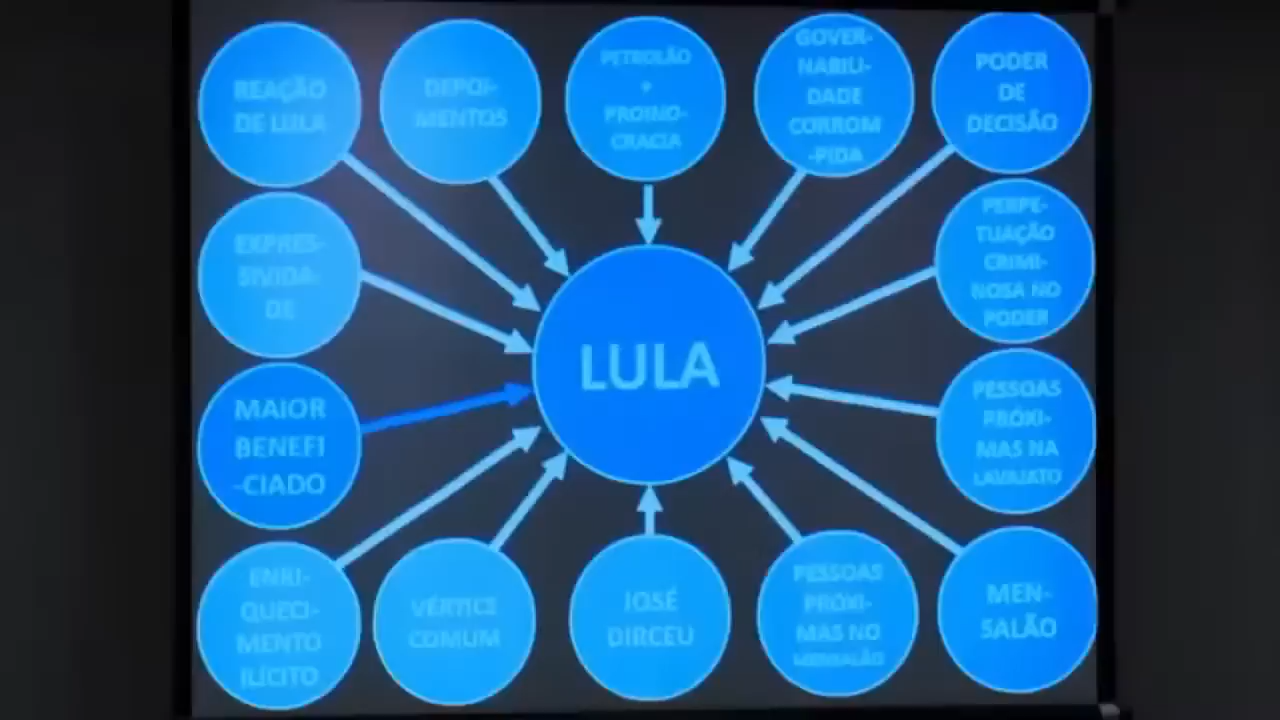 REAÇÃO
DE LULA
DEPOI-
MENTOS
PETROLÃO
+
PROPINO-
CRACIA
GOVER-
NABILI-
DADE
CORROM
-PIDA
PODER
DE
DECISÃO
EXPRES-
SIVIDA-
DE
PERPE-
TUAÇÃO
CRIMI-
NOSA NO
PODER
LULA
MAIOR
BENEFI
-CIADO
PESSOAS
PRÓXI-
MAS NA
LAVAJATO
ENRI-
QUECI-
MENTO
ILÍCITO
VÉRTICE
COMUM
JOSÉ
DIRCEU
PESSOAS
PRÓXI-
MAS NO
MENSALÃO
MEN-
SALÃO